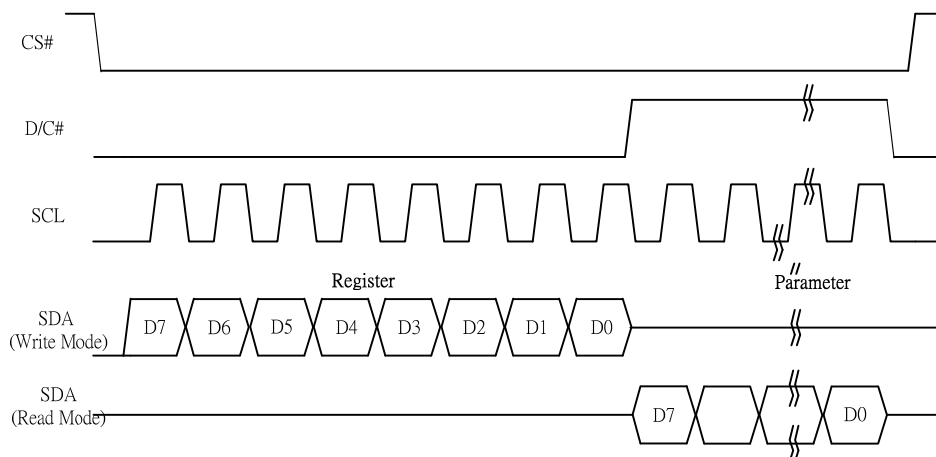 CS#
D/C#
SCL
Register
Parameter
SDA
(Write Mode)
D7 D6 D5 D4 D3 D2 D1 D0
SDA
(Read Mode)
D7 D0